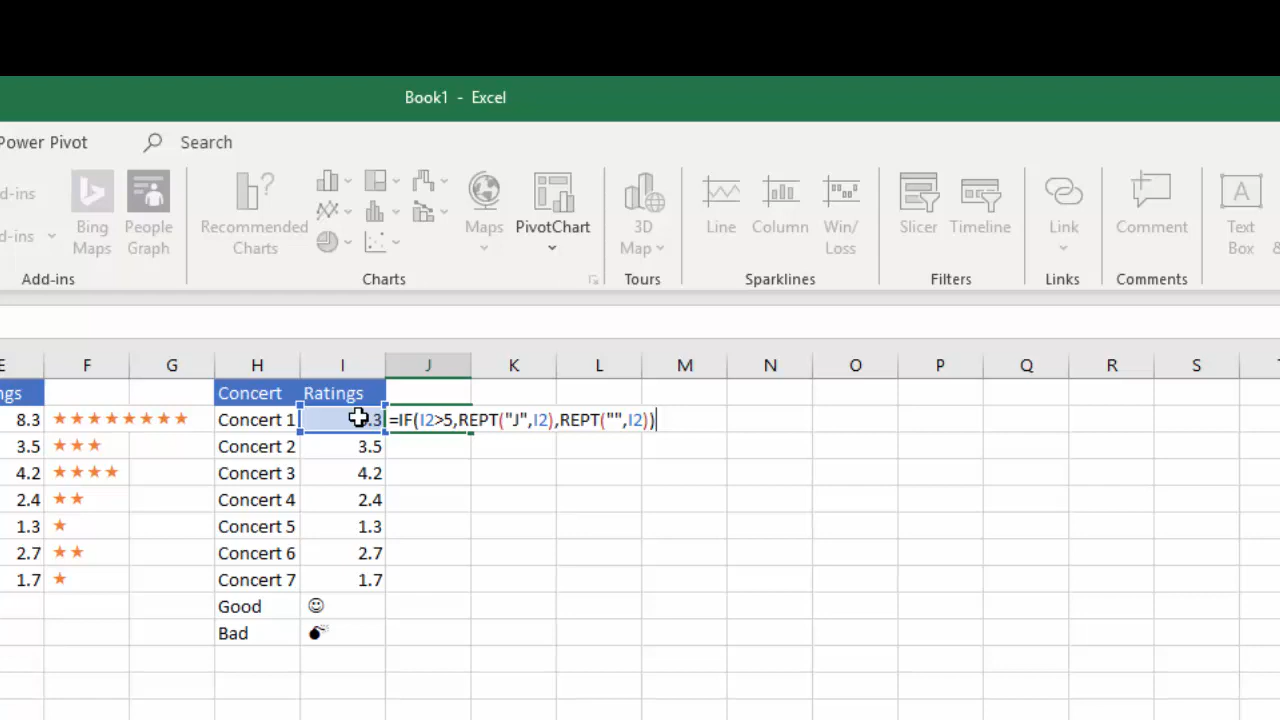 Book1 - Excel
Power Pivot Search
d-ins
d-ins
Bing Maps
People Graph
Recommended Charts
Maps
PivotChart
3D Map
Line
Column
Win/Loss
Slicer
Timeline
Link
Comment
Text Box
&
Add-ins Charts Tours Sparklines Filters Links Comments
E F G H I J K L M N O P Q R S T
ngs Concert Ratings
8.3 ★★★★★★★★ Concert 1 .3 =IF(I2>5,REPT("J",I2),REPT("",I2))
3.5 ★★★ Concert 2 3.5
4.2 ★★★★ Concert 3 4.2
2.4 ★★ Concert 4 2.4
1.3 ★ Concert 5 1.3
2.7 ★★ Concert 6 2.7
1.7 ★ Concert 7 1.7
Good ☺
Bad 💣